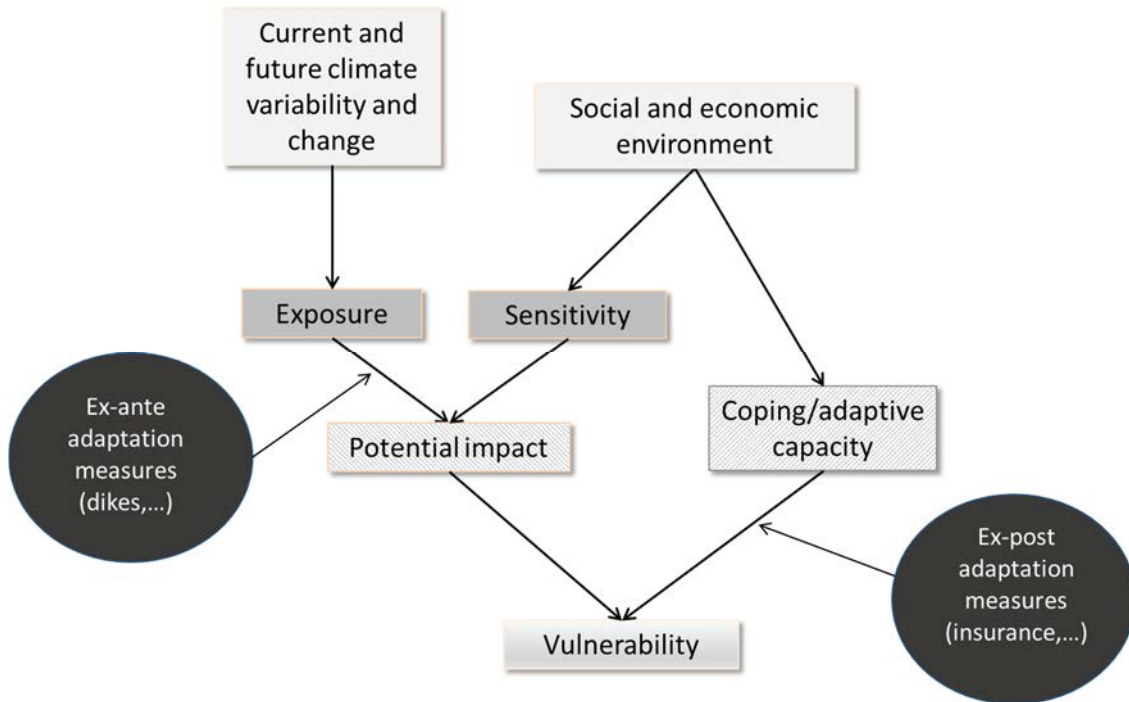 Current and
future climate
variability and
change
Social and economic
environment
Exposure
Sensitivity
Ex-ante
adaptation
measures
(dikes,...)
Potential impact
Coping/adaptive
capacity
Ex-post
adaptation
measures
(insurance,...)
Vulnerability